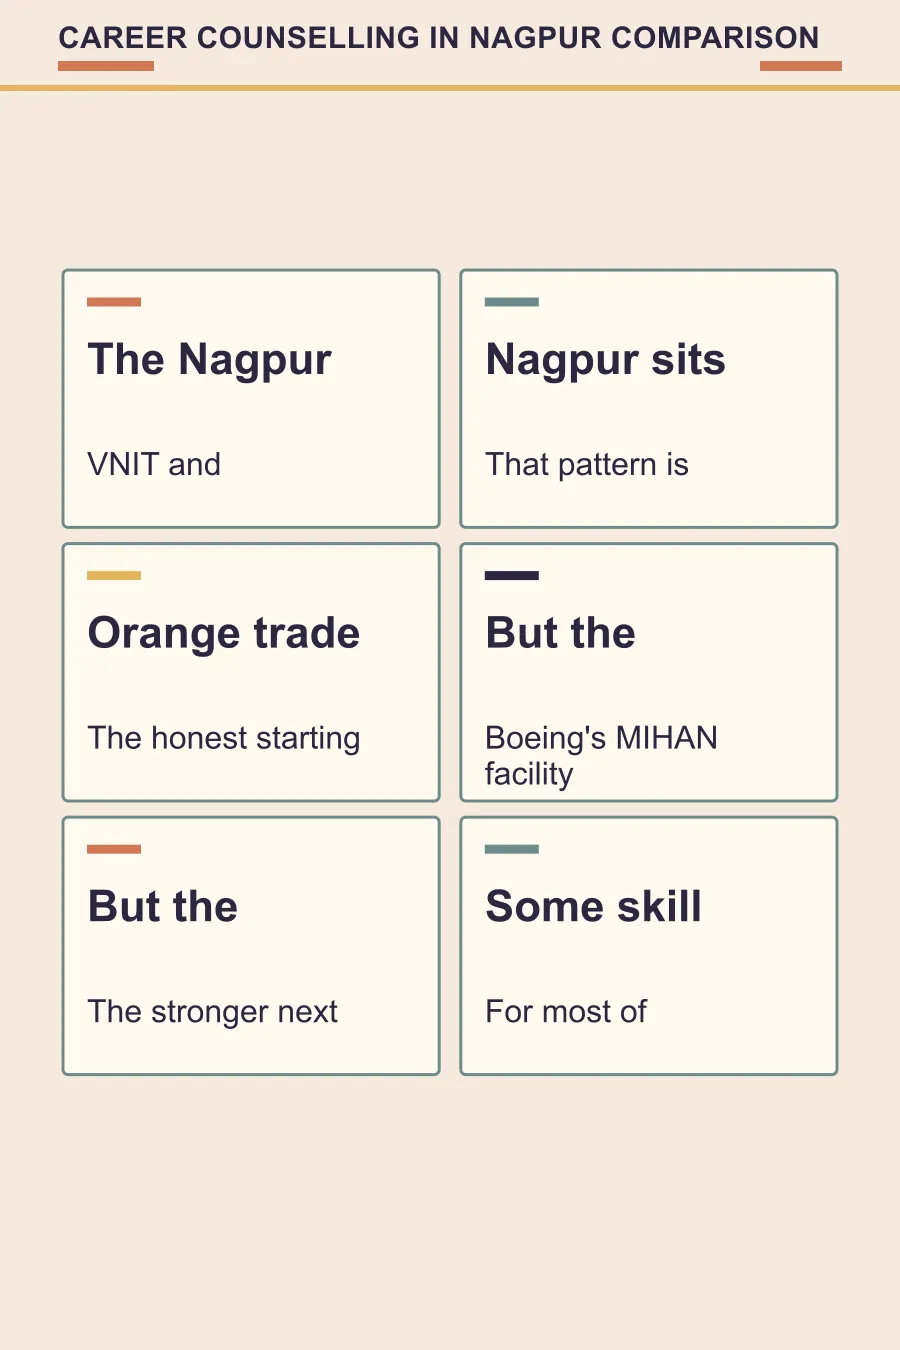 CAREER COUNSELLING IN NAGPUR COMPARISON
The Nagpur
VNIT and
Nagpur sits
That pattern is
Orange trade
The honest starting
But the
Boeing's MIHAN
facility
But the
The stronger next
Some skill
For most of